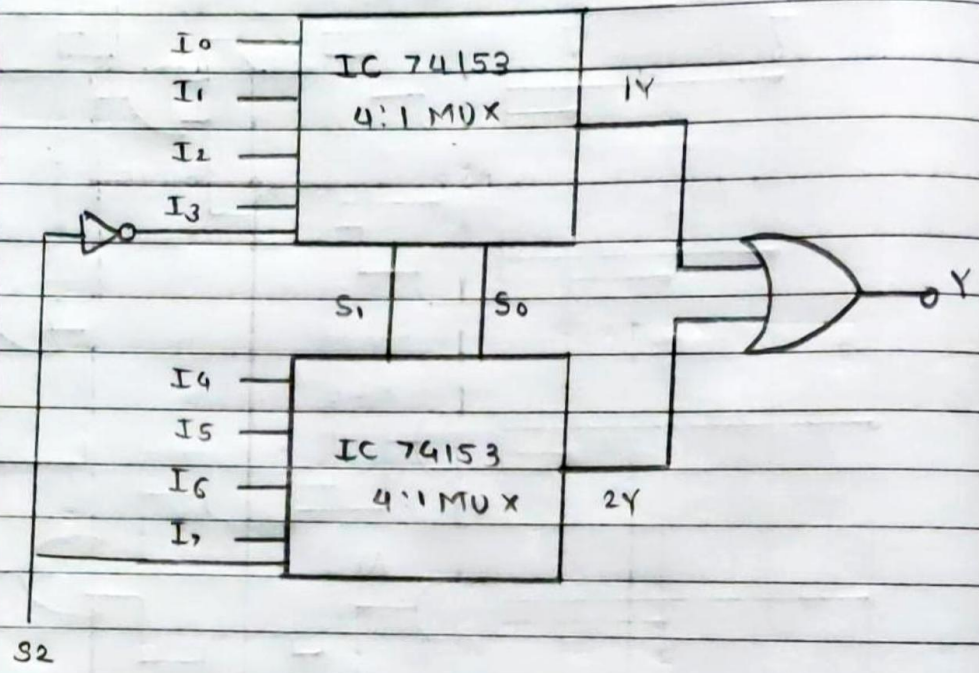 I0
I1
I2
I3
IC 74153
4:1 MUX
1Y
S1
S0
Y
I4
I5
I6
I7
IC 74153
4:1 MUX
2Y
S2